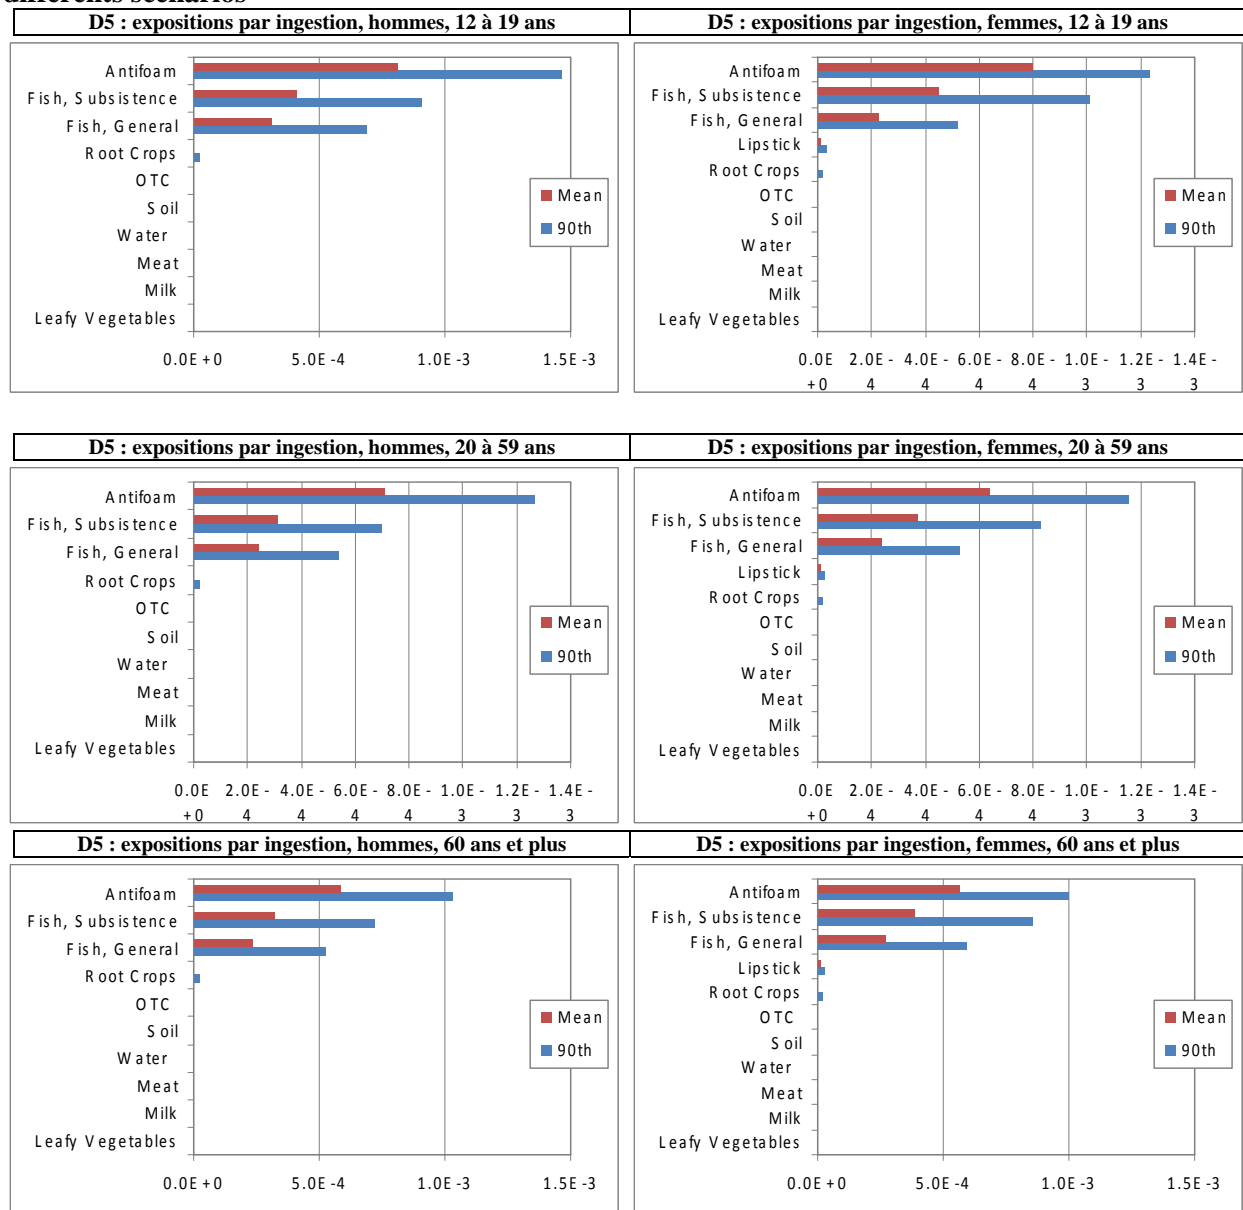 différents scénarios
D5 : expositions par ingestion, hommes, 12 à 19 ans
Antifoam
Fish, Subsistence
Fish, General
Root Crops
OTC
Soil
Water
Meat
Milk
Leafy Vegetables
0.0E+0 5.0E-4 1.0E-3 1.5E-3
Mean
90th
D5 : expositions par ingestion, femmes, 12 à 19 ans
Antifoam
Fish, Subsistence
Fish, General
Lipstick
Root Crops
OTC
Soil
Water
Meat
Milk
Leafy Vegetables
0.0E 2.0E- 4.0E- 6.0E- 8.0E- 1.0E- 1.2E- 1.4E-
+0 4 4 4 4 3 3 3
Mean
90th
D5 : expositions par ingestion, hommes, 20 à 59 ans
Antifoam
Fish, Subsistence
Fish, General
Root Crops
OTC
Soil
Water
Meat
Milk
Leafy Vegetables
0.0E 2.0E- 4.0E- 6.0E- 8.0E- 1.0E- 1.2E- 1.4E-
+0 4 4 4 4 3 3 3
Mean
90th
D5 : expositions par ingestion, femmes, 20 à 59 ans
Antifoam
Fish, Subsistence
Fish, General
Lipstick
Root Crops
OTC
Soil
Water
Meat
Milk
Leafy Vegetables
0.0E 2.0E- 4.0E- 6.0E- 8.0E- 1.0E- 1.2E- 1.4E-
+0 4 4 4 4 3 3 3
Mean
90th
D5 : expositions par ingestion, hommes, 60 ans et plus
Antifoam
Fish, Subsistence
Fish, General
Root Crops
OTC
Soil
Water
Meat
Milk
Leafy Vegetables
0.0E+0 5.0E-4 1.0E-3 1.5E-3
Mean
90th
D5 : expositions par ingestion, femmes, 60 ans et plus
Antifoam
Fish, Subsistence
Fish, General
Lipstick
Root Crops
OTC
Soil
Water
Meat
Milk
Leafy Vegetables
0.0E+0 5.0E-4 1.0E-3 1.5E-3
Mean
90th